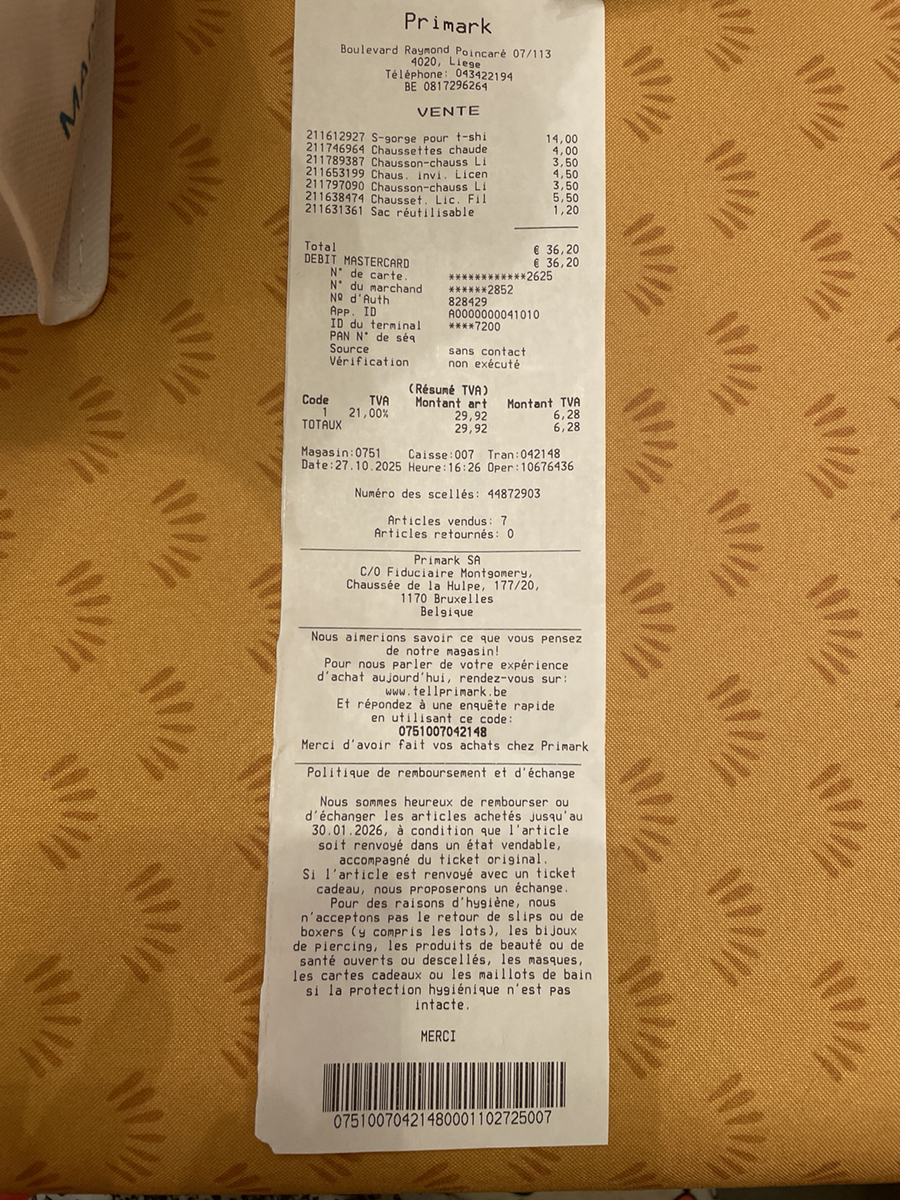 MA
Primark
Boulevard Raymond Poincaré 07/113
4020, Liege
Téléphone: 043422194
BE 0817296264
VENTE
211612927 S-gorge pour t-shi 14,00
211746964 Chaussettes chaude 4,00
211789387 Chausson-chauss Li 3,50
211653199 Chaus. invi. Licen 4,50
211797090 Chausson-chauss Li 3,50
211638474 Chausset. Lic. Fil 5,50
211631361 Sac réutilisable 1,20
Total € 36,20
DEBIT MASTERCARD € 36,20
N° de carte. ************2625
N° du marchand ******2852
Nº d'Auth 828429
App. ID A0000000041010
ID du terminal ****7200
PAN N° de séq
Source sans contact
Vérification non exécuté
(Résumé TVA)
Code TVA Montant art Montant TVA
1 21,00% 29,92 6,28
TOTAUX 29,92 6,28
Magasin:0751 Caisse:007 Tran:042148
Date:27.10.2025 Heure:16:26 Oper:10676436
Numéro des scellés: 44872903
Articles vendus: 7
Articles retournés: 0
Primark SA
C/O Fiduciaire Montgomery,
Chaussée de la Hulpe, 177/20,
1170 Bruxelles
Belgique
Nous aimerions savoir ce que vous pensez
de notre magasin!
Pour nous parler de votre expérience
d'achat aujourd'hui, rendez-vous sur:
www.tellprimark.be
Et répondez à une enquête rapide
en utilisant ce code:
0751007042148
Merci d'avoir fait vos achats chez Primark
Politique de remboursement et d'échange
Nous sommes heureux de rembourser ou
d'échanger les articles achetés jusqu'au
30.01.2026, à condition que l'article
soit renvoyé dans un état vendable,
accompagné du ticket original.
Si l'article est renvoyé avec un ticket
cadeau, nous proposerons un échange.
Pour des raisons d'hygiène, nous
n'acceptons pas le retour de slips ou de
boxers (y compris les lots), les bijoux
de piercing, les produits de beauté ou de
santé ouverts ou descellés, les masques,
les cartes cadeaux ou les maillots de bain
si la protection hygiénique n'est pas
intacte.
MERCI
07510070421480001102725007